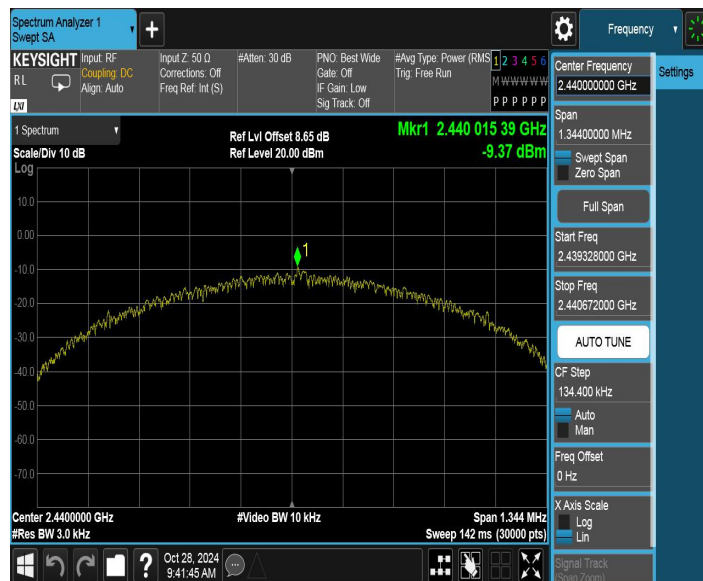 Spectrum Analyzer 1
Swept SA
+
Frequency
KEYSIGHT
RL
LXI
Input: RF
Coupling: DC
Align: Auto
Input Z: 50 Ω
Corrections: Off
Freq Ref: Int (S)
#Atten: 30 dB
PNO: Best Wide
Gate: Off
IF Gain: Low
Sig Track: Off
#Avg Type: Power (RMS
Trig: Free Run
1 2 3 4 5 6
M W W W W W
P P P P P P
Center Frequency
2.440000000 GHz
Settings
Span
1.34400000 MHz
Swept Span
Zero Span
Full Span
Start Freq
2.439328000 GHz
Stop Freq
2.440672000 GHz
AUTO TUNE
CF Step
134.400 kHz
Auto
Man
Freq Offset
0 Hz
X Axis Scale
Log
Lin
Signal Track
(Span Zoom)
1 Spectrum
Scale/Div 10 dB
Ref Lvl Offset 8.65 dB
Ref Level 20.00 dBm
Mkr1 2.440 015 39 GHz
-9.37 dBm
Log
10.0
0.00
-10.0
-20.0
-30.0
-40.0
-50.0
-60.0
-70.0
1
Center 2.4400000 GHz
#Res BW 3.0 kHz
#Video BW 10 kHz
Span 1.344 MHz
Sweep 142 ms (30000 pts)
?
Oct 28, 2024
9:41:45 AM